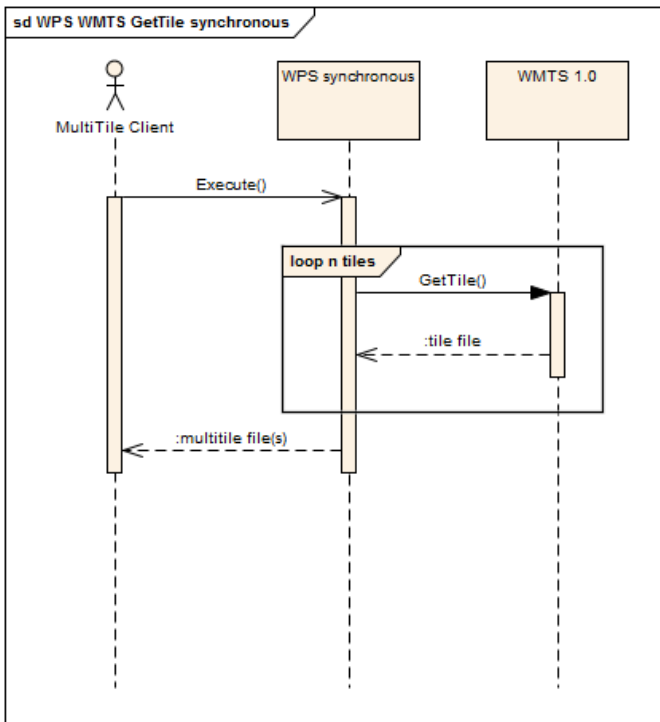 sd WPS WMTS GetTile synchronous
MultiTile Client
WPS synchronous
WMTS 1.0
Execute()
loop n tiles
GetTile()
:tile file
:multitile file(s)